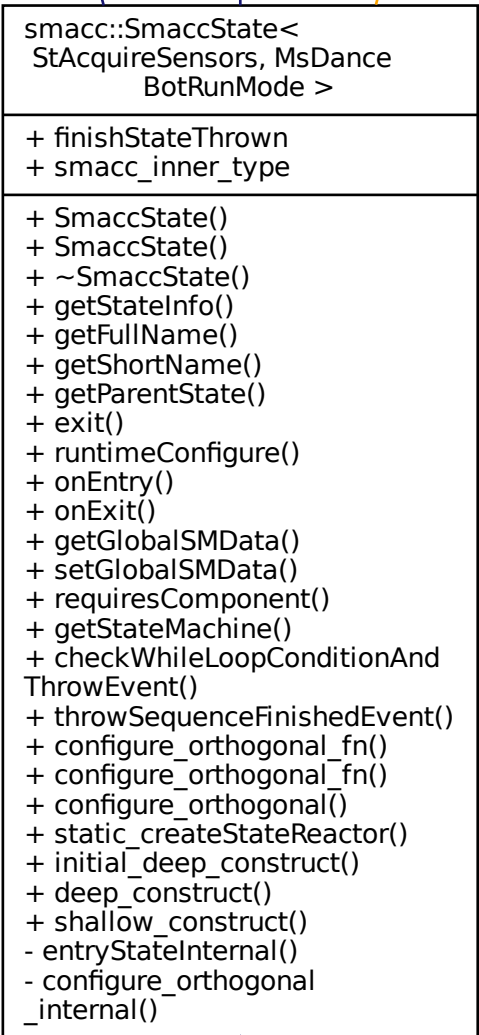 smacc::SmaccState<
StAcquireSensors, MsDance
BotRunMode >
+ finishStateThrown
+ smacc_inner_type
+ SmaccState()
+ SmaccState()
+ ~SmaccState()
+ getStateInfo()
+ getFullName()
+ getShortName()
+ getParentState()
+ exit()
+ runtimeConfigure()
+ onEntry()
+ onExit()
+ getGlobalSMData()
+ setGlobalSMData()
+ requiresComponent()
+ getStateMachine()
+ checkWhileLoopConditionAnd
ThrowEvent()
+ throwSequenceFinishedEvent()
+ configure_orthogonal_fn()
+ configure_orthogonal_fn()
+ configure_orthogonal()
+ static_createStateReactor()
+ initial_deep_construct()
+ deep_construct()
+ shallow_construct()
- entryStateInternal()
- configure_orthogonal
_internal()